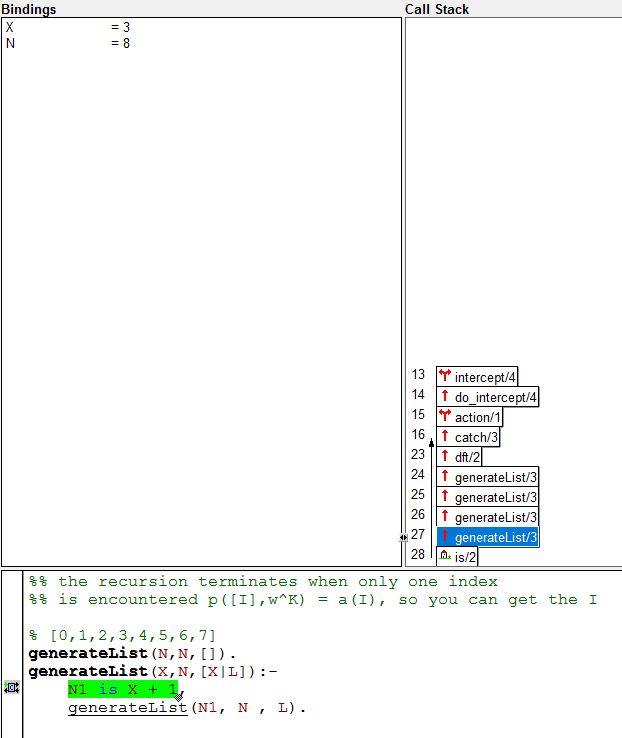 Bindings
X = 3
N = 8
Call Stack
13 intercept/4
14 do_intercept/4
15 action/1
16 catch/3
23 dft/2
24 generateList/3
25 generateList/3
26 generateList/3
27 generateList/3
28 is/2
%% the recursion terminates when only one index
%% is encountered p([I],w^K) = a(I), so you can get the I
% [0,1,2,3,4,5,6,7]
generateList(N,N,[]).
generateList(X,N,[X|L]):-
N1 is X + 1,
generateList(N1, N , L).